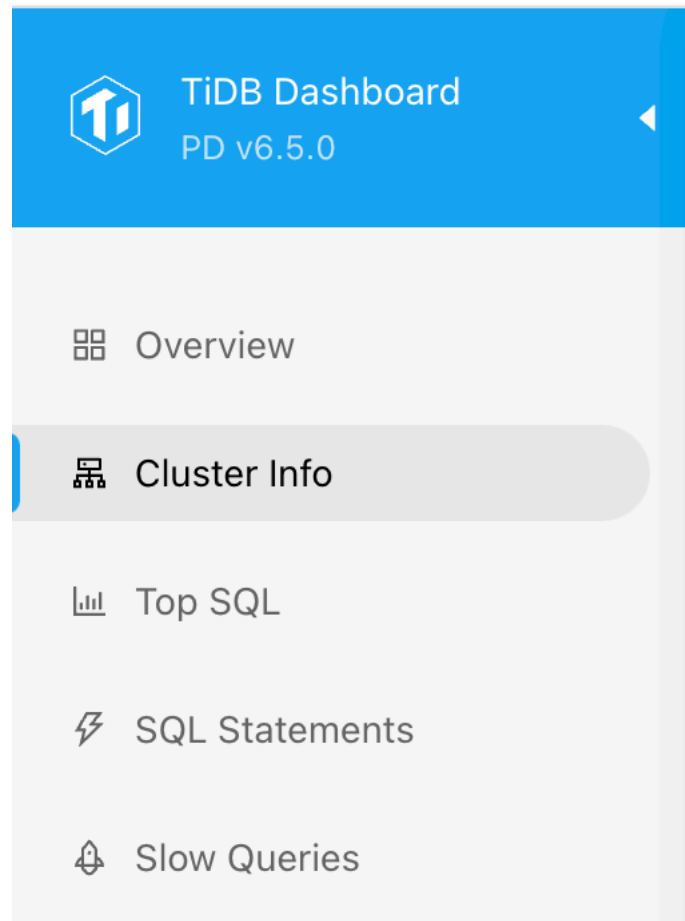 TiDB Dashboard
PD v6.5.0
Overview
Cluster Info
Top SQL
SQL Statements
Slow Queries